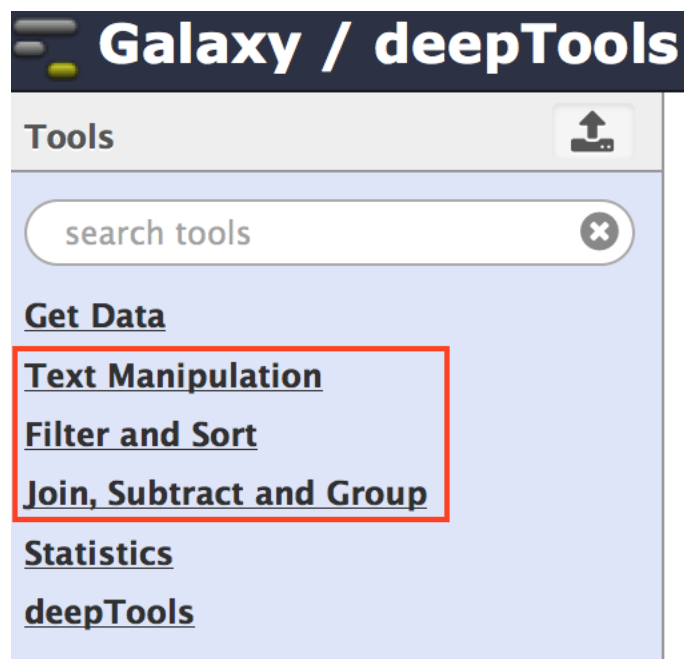 Galaxy / deepTools
Tools
search tools
Get Data
Text Manipulation
Filter and Sort
Join, Subtract and Group
Statistics
deepTools